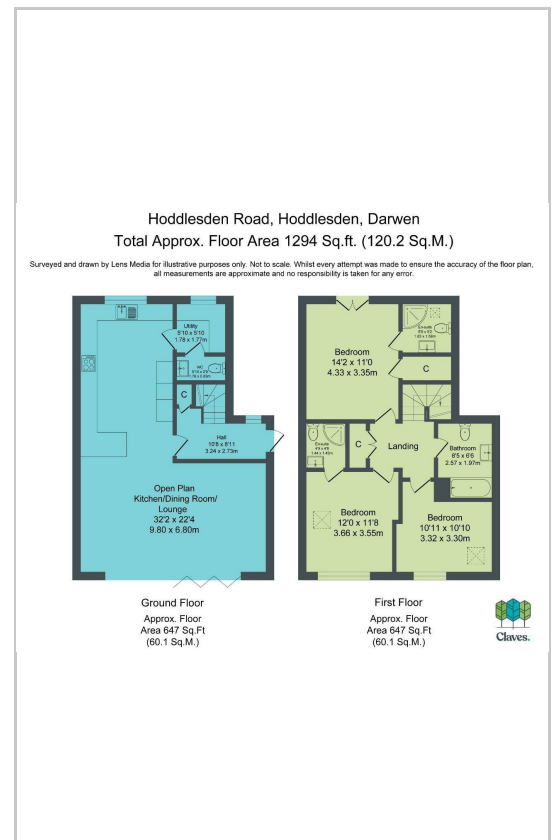 Hoddlesden Road, Hoddlesden, Darwen
Total Approx. Floor Area 1294 Sq.ft. (120.2 Sq.M.)
Surveyed and drawn by Lens Media for illustrative purposes only. Not to scale. Whilst every attempt was made to ensure the accuracy of the floor plan,
all measurements are approximate and no responsibility is taken for any error.
Utility
5'10 x 5'10
1.78 x 1.77m
WC
C
Hall
10'8 x 8'11
3.24 x 2.73m
Open Plan
Kitchen/Dining Room/
Lounge
32'2 x 22'4
9.80 x 6.80m
Ground Floor
Approx. Floor
Area 647 Sq.Ft
(60.1 Sq.M.)
Bedroom
14'2 x 11'0
4.33 x 3.35m
En-suite
C
En-suite
C
Landing
Bathroom
8'5 x 6'6
2.57 x 1.97m
Bedroom
12'0 x 11'8
3.66 x 3.55m
Bedroom
10'11 x 10'10
3.32 x 3.30m
First Floor
Approx. Floor
Area 647 Sq.Ft
(60.1 Sq.M.)
Claves.